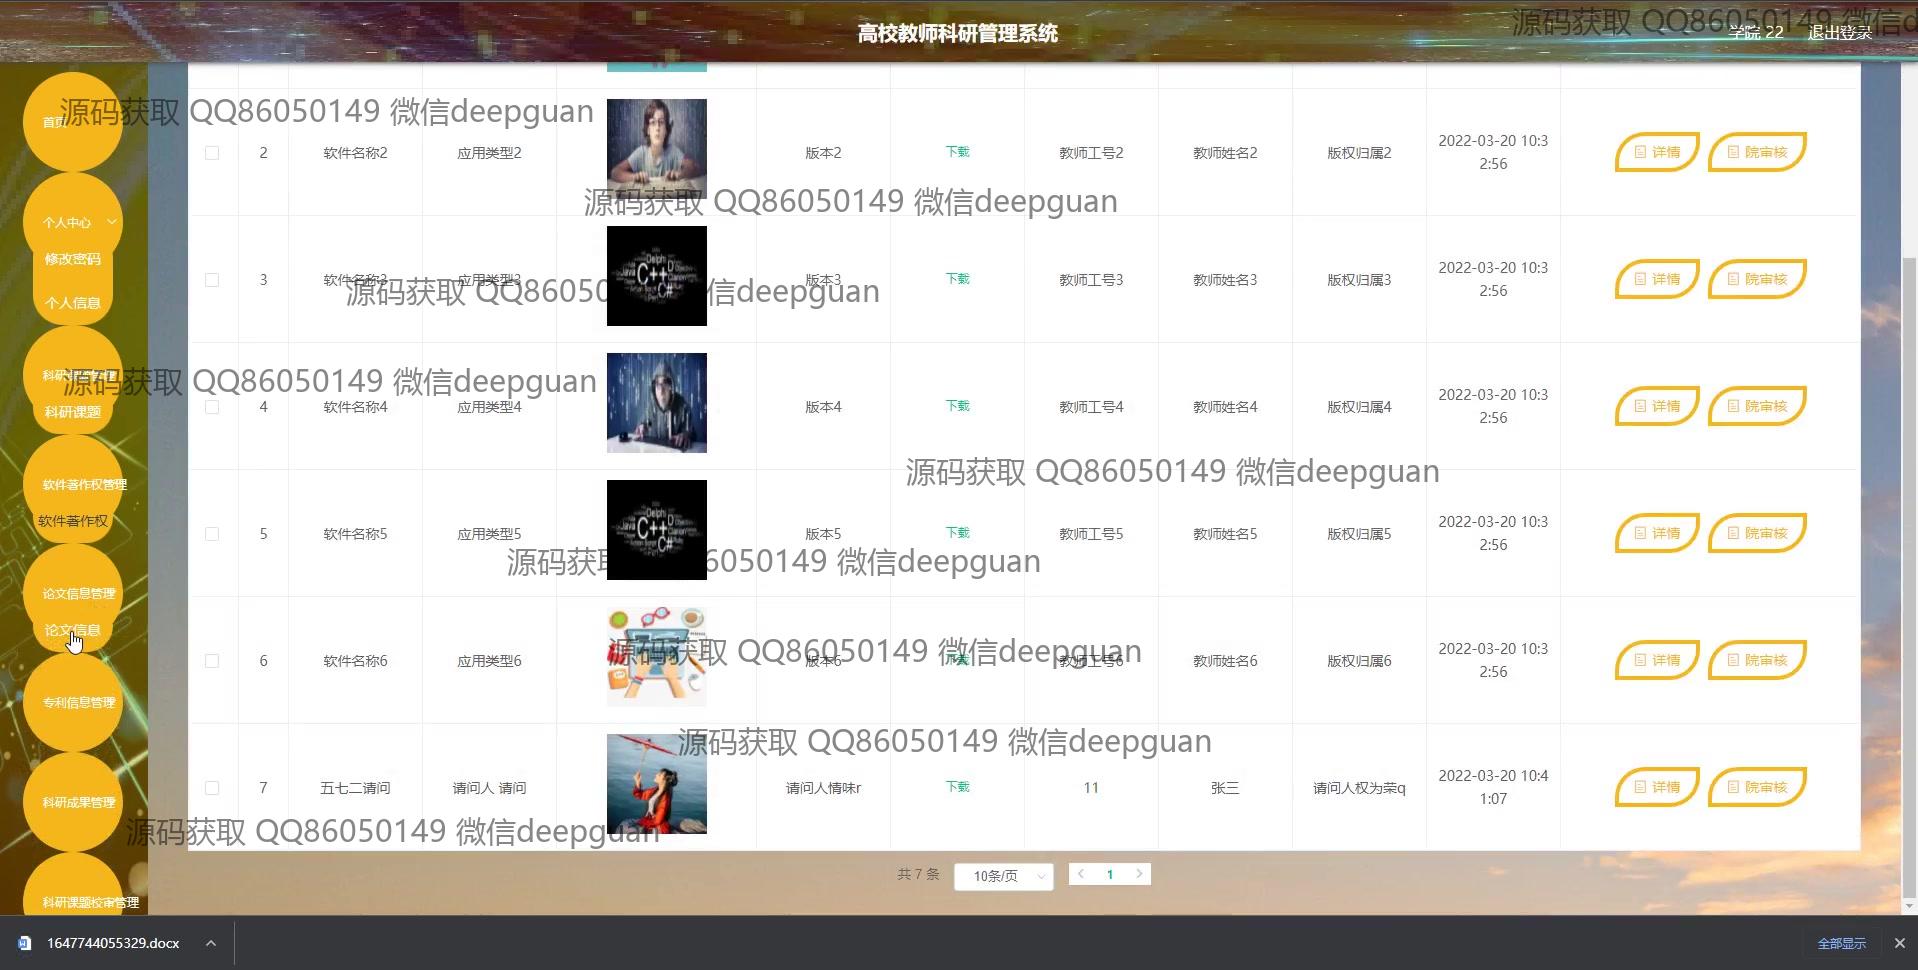 高校教师科研管理系统
源码获取 QQ86050149 微信d
学院 22 退出登录
首页
源码获取 QQ86050149 微信deepguan
2 软件名称2 应用类型2 版本2 下载 教师工号2 教师姓名2 版权归属2 2022-03-20 10:3
2:56 详情 院审核
源码获取 QQ86050149 微信deepguan
个人中心
修改密码
个人信息
3 软件名称3 应用类型3 版本3 下载 教师工号3 教师姓名3 版权归属3 2022-03-20 10:3
2:56 详情 院审核
源码获取 QQ8605 信deepguan
科研课题管理
源码获取 QQ86050149 微信deepguan
科研课题
4 软件名称4 应用类型4 版本4 下载 教师工号4 教师姓名4 版权归属4 2022-03-20 10:3
2:56 详情 院审核
源码获取 QQ86050149 微信deepguan
软件著作权管理
软件著作权
5 软件名称5 应用类型5 版本5 下载 教师工号5 教师姓名5 版权归属5 2022-03-20 10:3
2:56 详情 院审核
源码获 6050149 微信deepguan
论文信息管理
论文信息
6 软件名称6 应用类型6 版本6 下载 教师工号6 教师姓名6 版权归属6 2022-03-20 10:3
2:56 详情 院审核
源码获取 QQ86050149 微信deepguan
专利信息管理
源码获取 QQ86050149 微信deepguan
7 五七二请问 请问人 请问 请问人情味r 下载 11 张三 请问人权为荣q 2022-03-20 10:4
1:07 详情 院审核
科研成果管理
源码获取 QQ86050149 微信deepguan
共 7 条 10条/页 1
科研课题校审管理
1647744055329.docx 全部显示